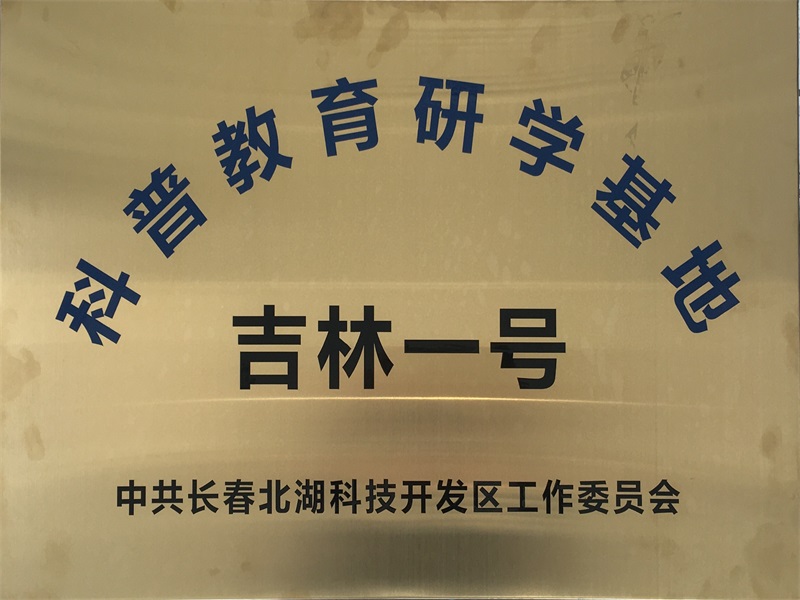 科普教育研学基地
吉林一号
中共长春北湖科技开发区工作委员会